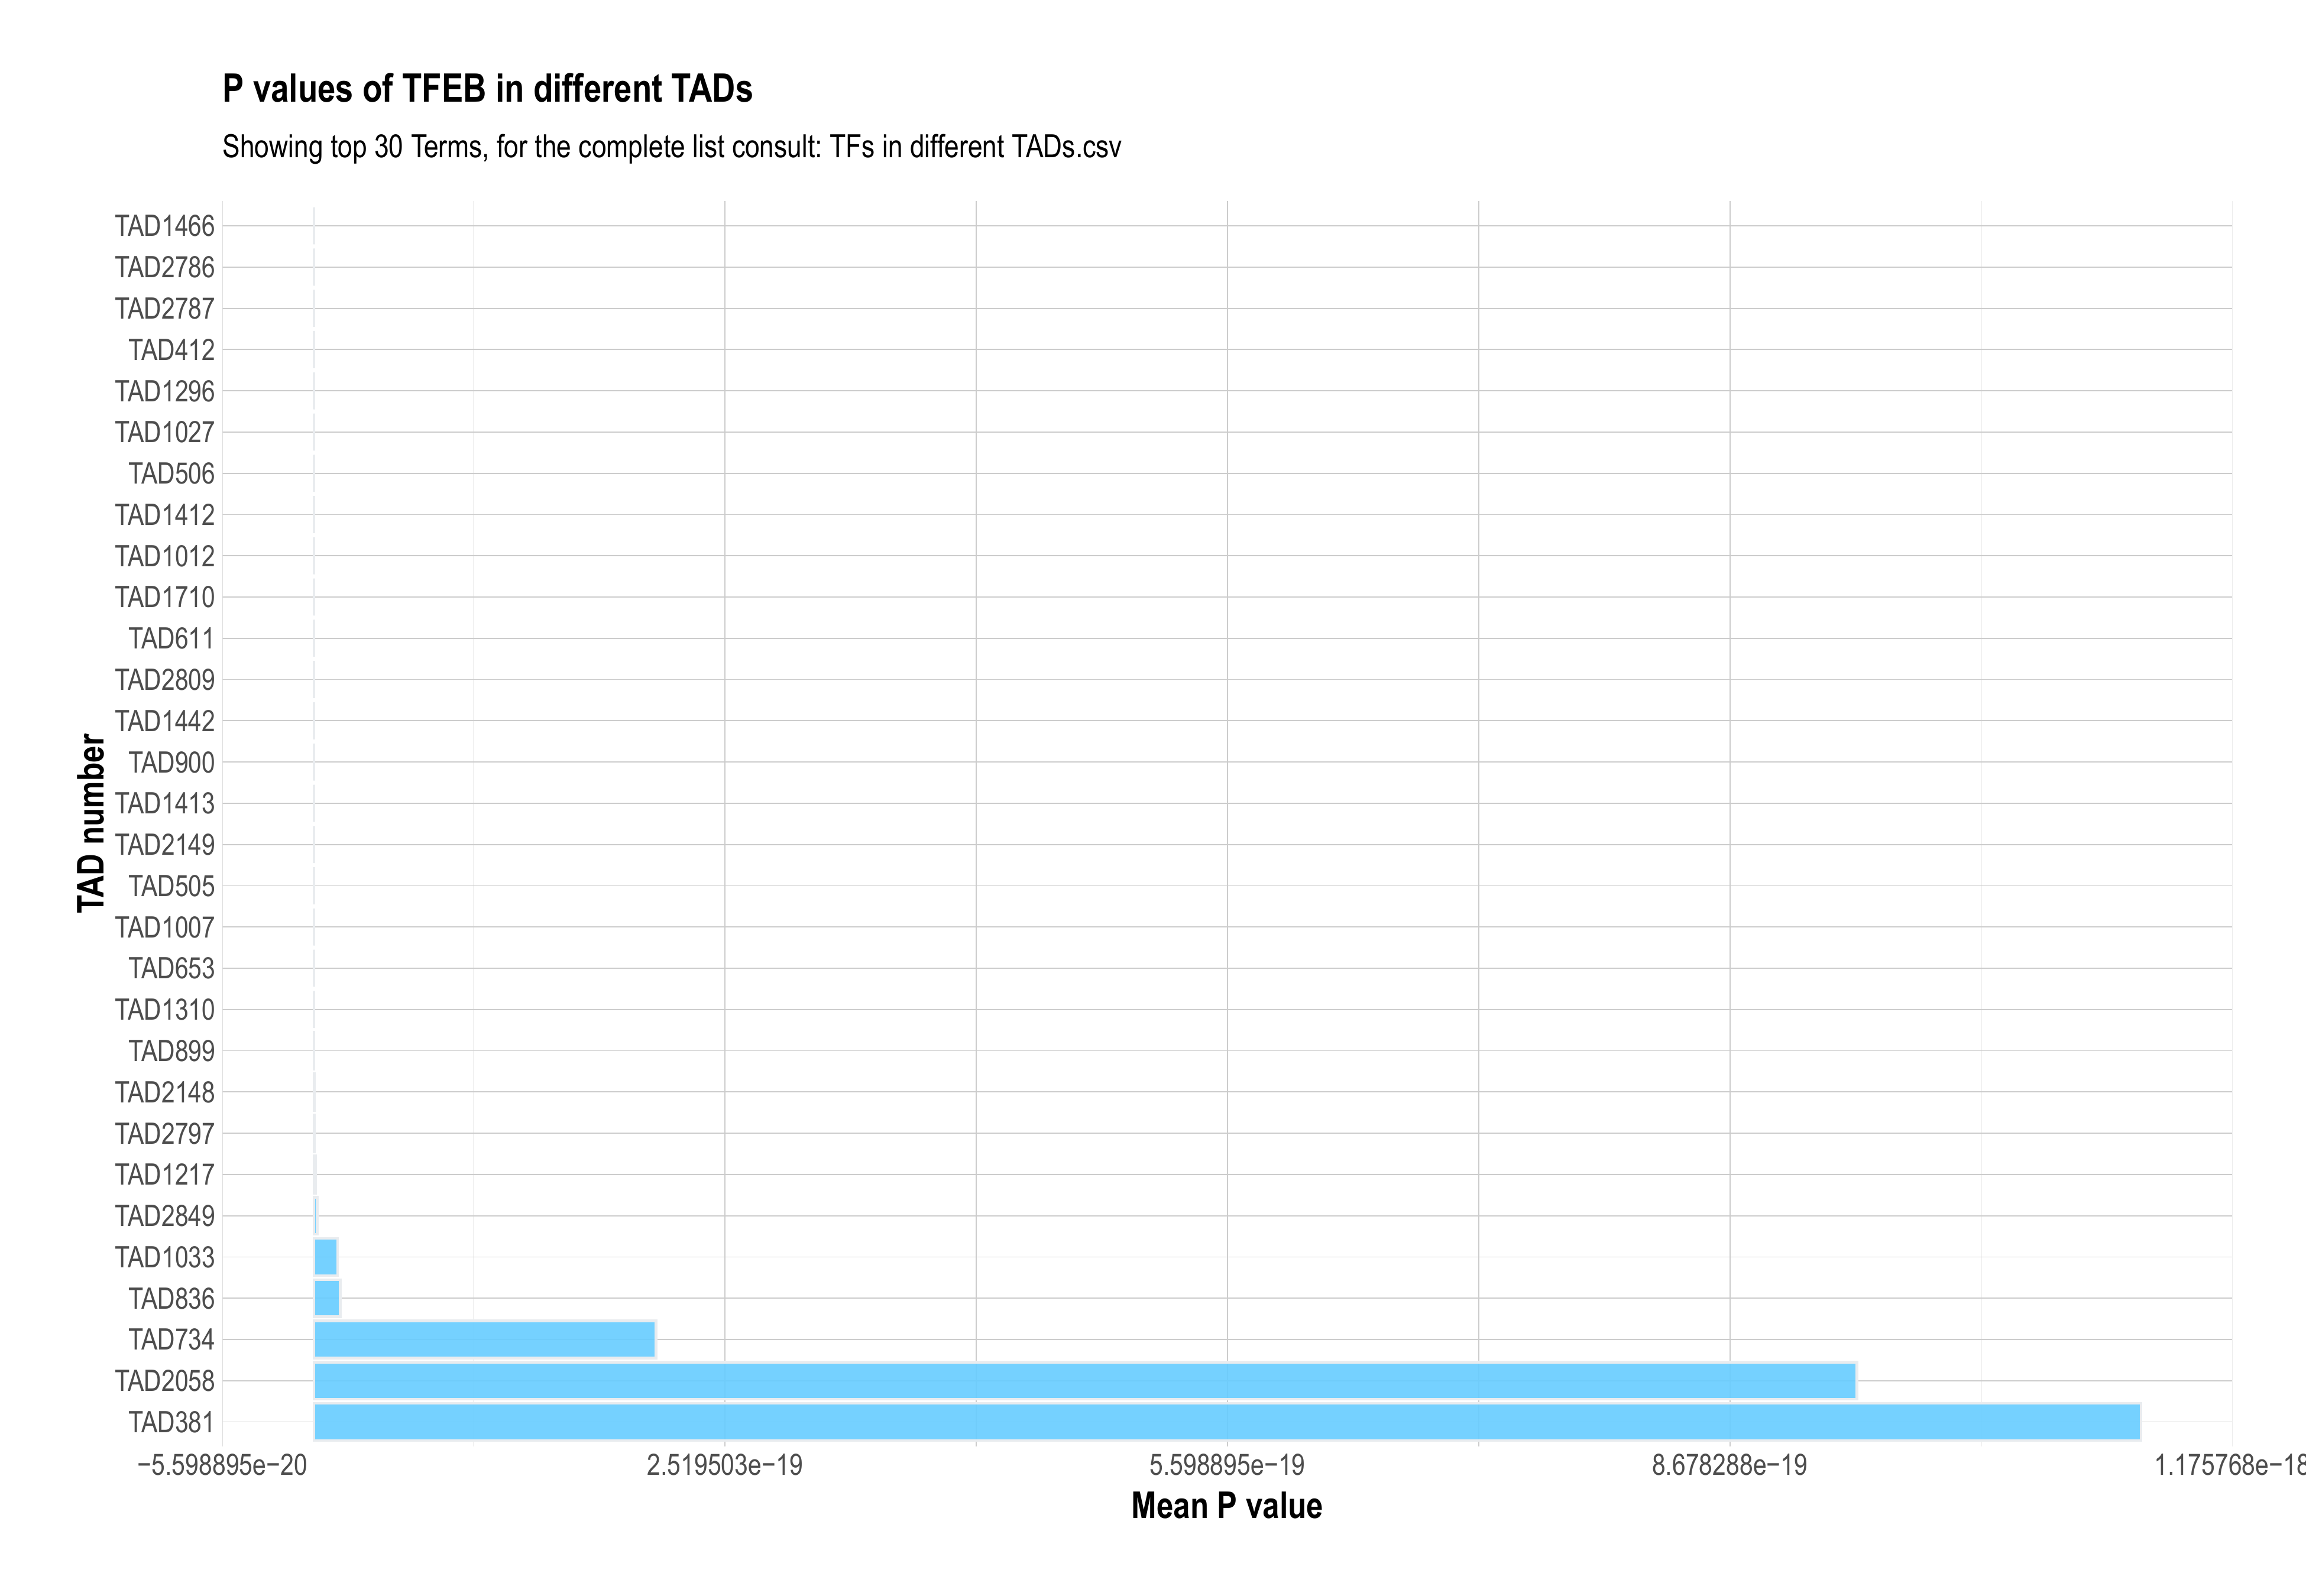 P values of TFEB in different TADs
Showing top 30 Terms, for the complete list consult: TFs in different TADs.csv
TAD number
TAD1466
TAD2786
TAD2787
TAD412
TAD1296
TAD1027
TAD506
TAD1412
TAD1012
TAD1710
TAD611
TAD2809
TAD1442
TAD900
TAD1413
TAD2149
TAD505
TAD1007
TAD653
TAD1310
TAD899
TAD2148
TAD2797
TAD1217
TAD2849
TAD1033
TAD836
TAD734
TAD2058
TAD381
−5.598895e−20 2.519503e−19 5.598895e−19 8.678288e−19 1.175768e−18
Mean P value